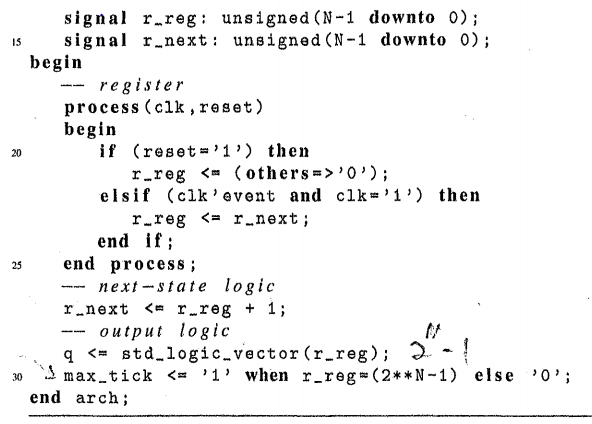 signal r_reg: unsigned(N-1 downto 0);
15 signal r_next: unsigned(N-1 downto 0);
begin
-- register
process(clk,reset)
begin
20 if (reset='1') then
r_reg <= (others=>'0');
elsif (clk'event and clk='1') then
r_reg <= r_next;
end if;
25 end process;
-- next-state logic
r_next <= r_reg + 1;
-- output logic
q <= std_logic_vector(r_reg); 2^N-1
30 max_tick <= '1' when r_reg=(2**N-1) else '0';
end arch;